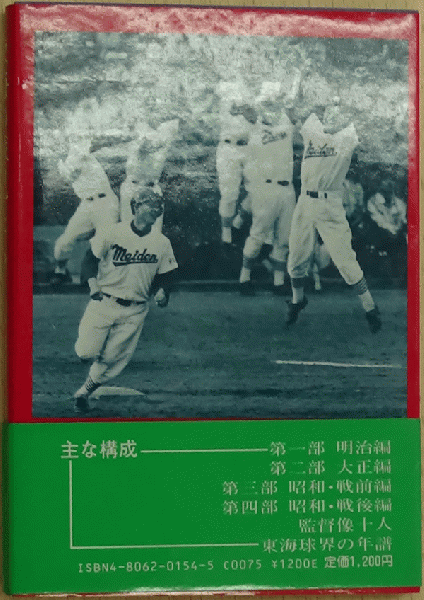 Meiden
主な構成
第一部 明治編
第二部 大正編
第三部 昭和・戦前編
第四部 昭和・戦後編
監督像十人
東海球界の年譜
ISBN4-8062-0154-5 C0075 ¥1200E 定価1,200円